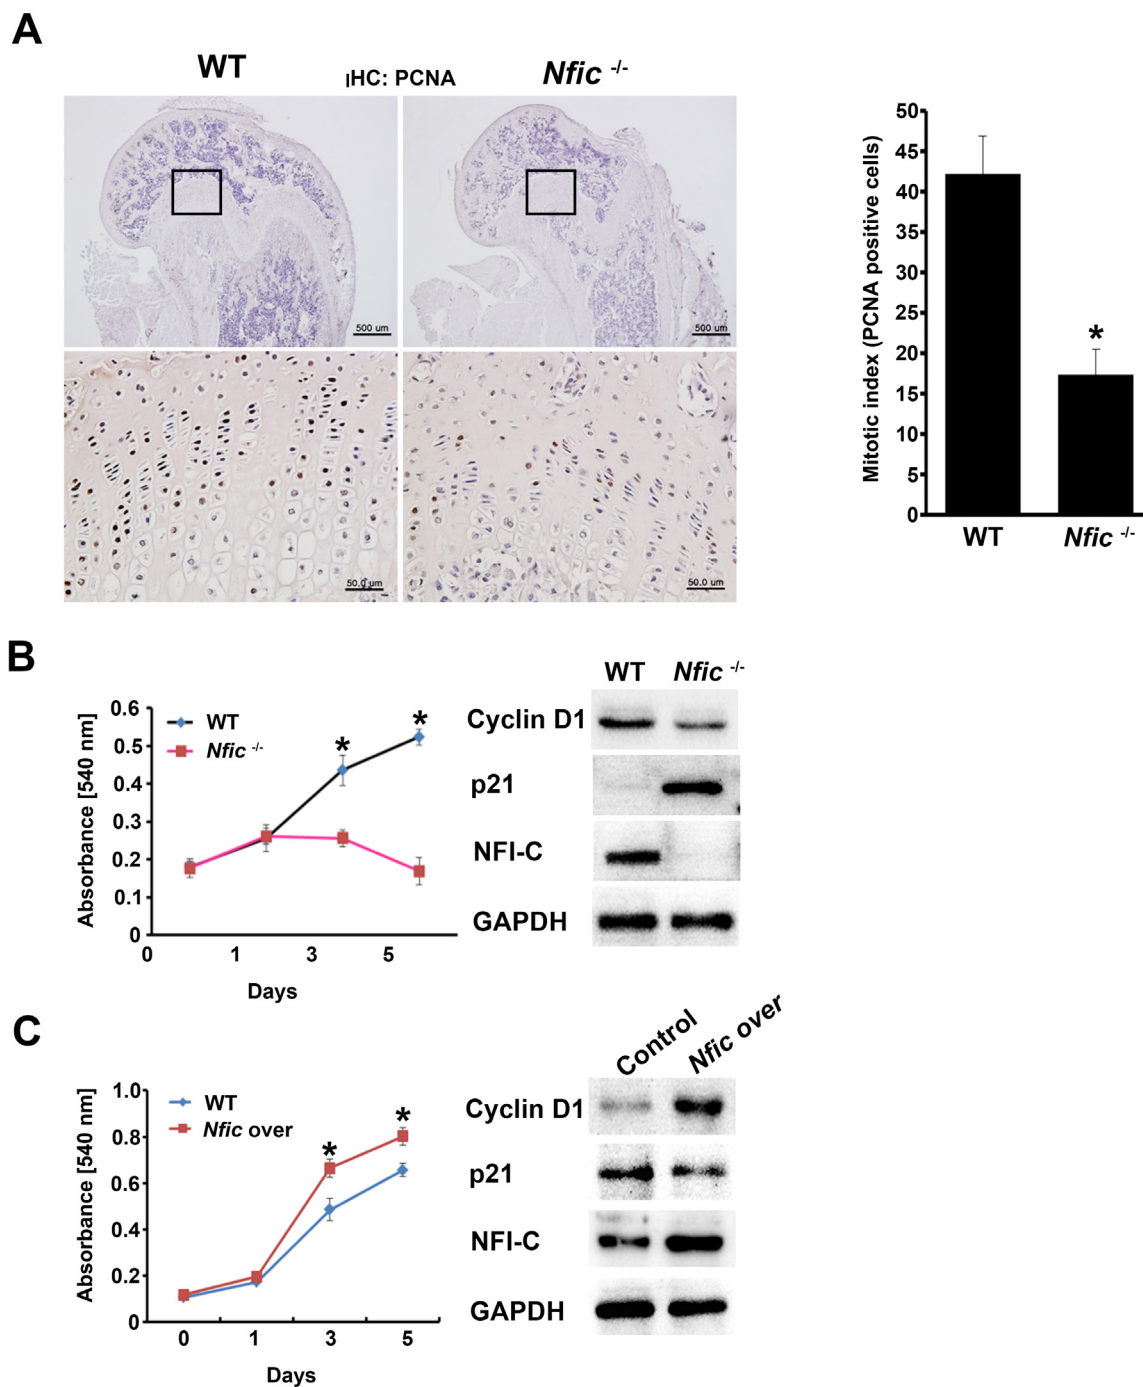 A
WT
IHC: PCNA
Nfic -/-
500 um
500 um
50.0 um
50.0 um
Mitotic index (PCNA positive cells)
50
45
40
35
30
25
20
15
10
5
0
*
WT
Nfic -/-
B
Absorbance [540 nm]
0.6
0.5
0.4
0.3
0.2
0.1
0
WT
Nfic -/-
*
*
0 1 3 5
Days
WT Nfic -/-
Cyclin D1
p21
NFI-C
GAPDH
C
Absorbance [540 nm]
1.0
0.8
0.6
0.4
0.2
0
WT
Nfic over
*
*
0 1 3 5
Days
Control Nfic over
Cyclin D1
p21
NFI-C
GAPDH